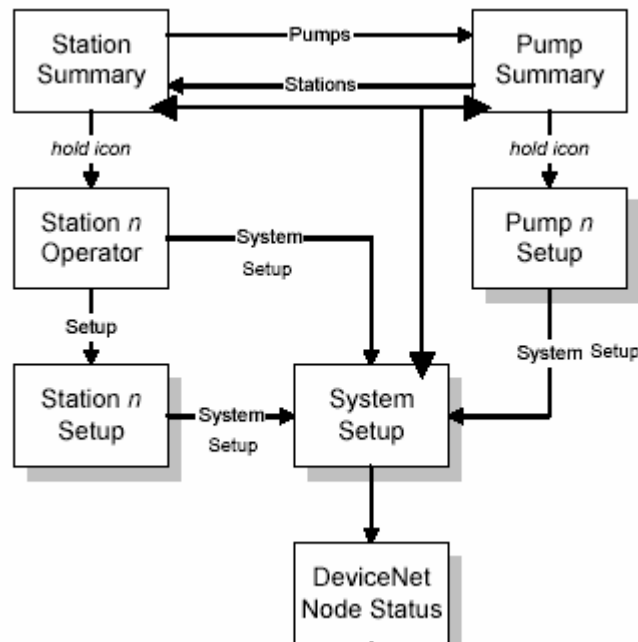 Station
Summary
Pumps
Pump
Summary
Stations
hold icon
hold icon
Station n
Operator
System
Setup
Pump n
Setup
Setup
System Setup
Station n
Setup
System
Setup
System
Setup
DeviceNet
Node Status